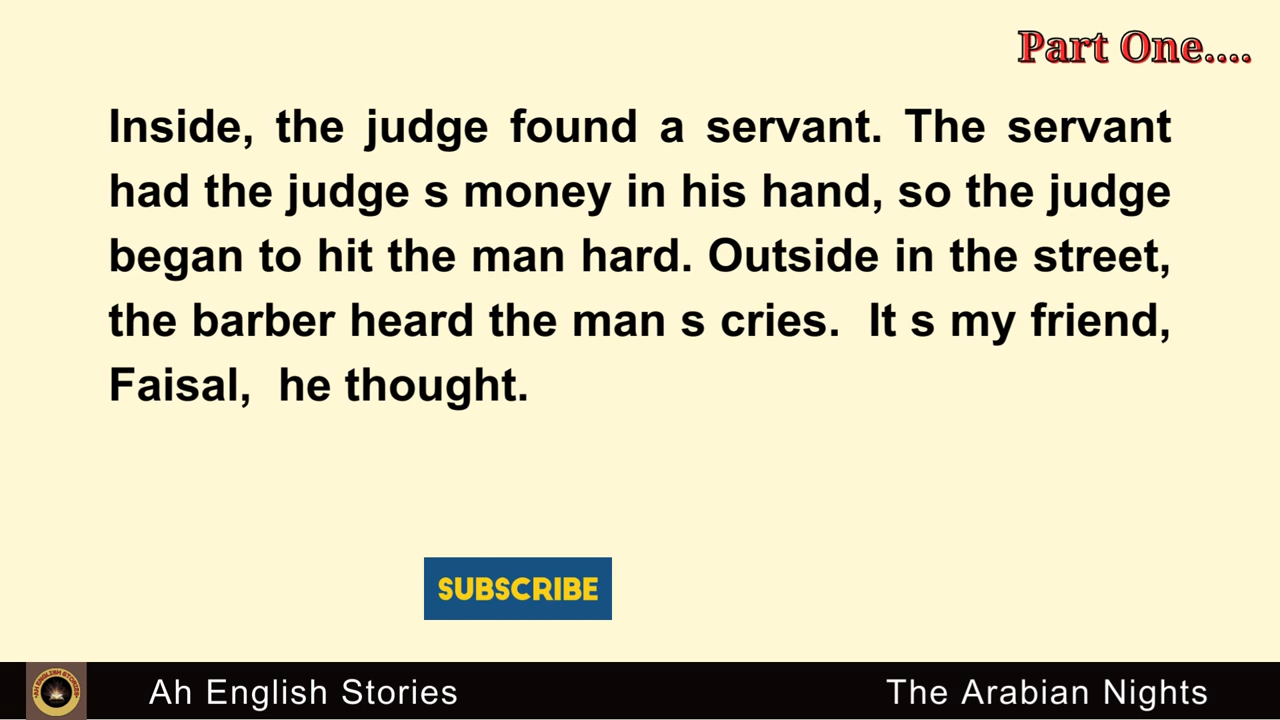 Part One....
Inside, the judge found a servant. The servant
had the judge s money in his hand, so the judge
began to hit the man hard. Outside in the street,
the barber heard the man s cries.  It s my friend,
Faisal,  he thought.
SUBSCRIBE
Ah English Stories
The Arabian Nights